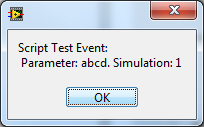 Script Test Event:
Parameter: abcd. Simulation: 1
OK